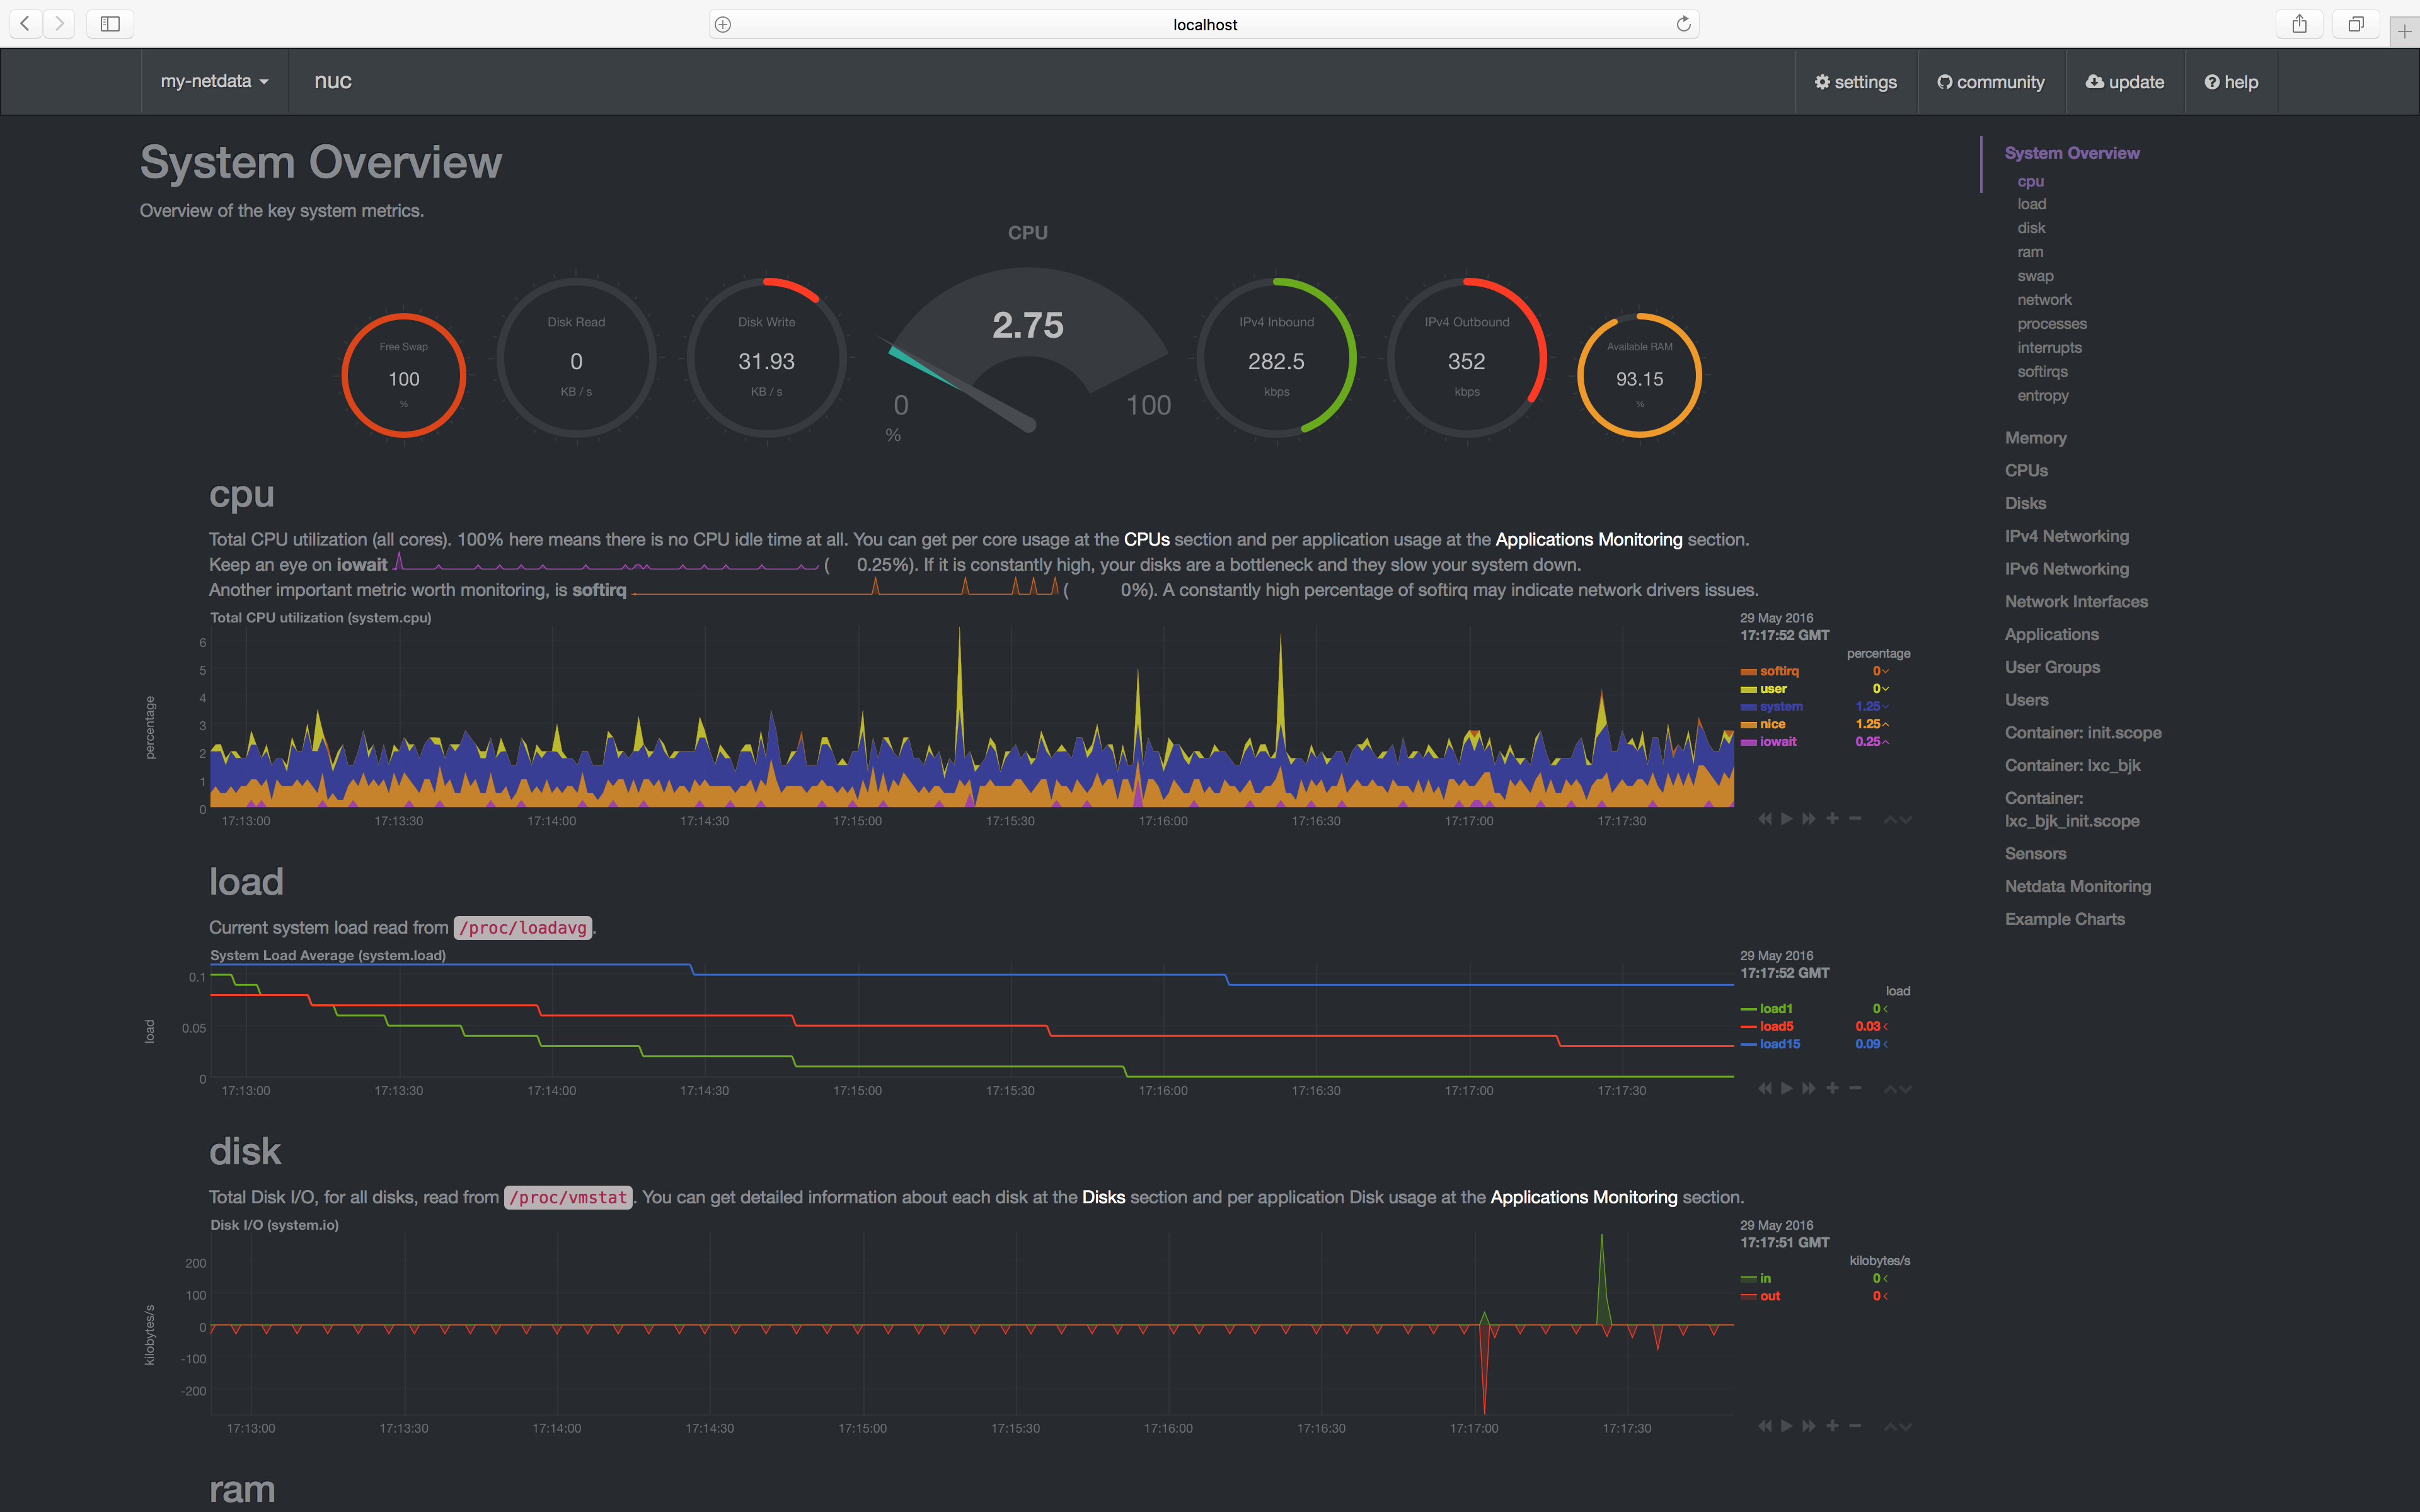 localhost
my-netdata
nuc
settings
community
update
help
System Overview
Overview of the key system metrics.
CPU
Free Swap
100
%
Disk Read
0
KB / s
Disk Write
31.93
KB / s
2.75
0
100
%
IPv4 Inbound
282.5
kbps
IPv4 Outbound
352
kbps
Available RAM
93.15
%
cpu
Total CPU utilization (all cores). 100% here means there is no CPU idle time at all. You can get per core usage at the CPUs section and per application usage at the Applications Monitoring section.
Keep an eye on iowait ( 0.25%). If it is constantly high, your disks are a bottleneck and they slow your system down.
Another important metric worth monitoring, is softirq ( 0%). A constantly high percentage of softirq may indicate network drivers issues.
Total CPU utilization (system.cpu)
percentage
6
5
4
3
2
1
0
17:13:00 17:13:30 17:14:00 17:14:30 17:15:00 17:15:30 17:16:00 17:16:30 17:17:00 17:17:30
29 May 2016
17:17:52 GMT
percentage
softirq 0
user 0
system 1.25
nice 1.25
iowait 0.25
load
Current system load read from /proc/loadavg.
System Load Average (system.load)
load
0.1
0.05
0
17:13:00 17:13:30 17:14:00 17:14:30 17:15:00 17:15:30 17:16:00 17:16:30 17:17:00 17:17:30
29 May 2016
17:17:52 GMT
load
load1 0
load5 0.03
load15 0.09
disk
Total Disk I/O, for all disks, read from /proc/vmstat. You can get detailed information about each disk at the Disks section and per application Disk usage at the Applications Monitoring section.
Disk I/O (system.io)
kilobytes/s
200
100
0
-100
-200
17:13:00 17:13:30 17:14:00 17:14:30 17:15:00 17:15:30 17:16:00 17:16:30 17:17:00 17:17:30
29 May 2016
17:17:51 GMT
kilobytes/s
in 0
out 0
ram
System Overview
cpu
load
disk
ram
swap
network
processes
interrupts
softirqs
entropy
Memory
CPUs
Disks
IPv4 Networking
IPv6 Networking
Network Interfaces
Applications
User Groups
Users
Container: init.scope
Container: lxc_bjk
Container:
lxc_bjk_init.scope
Sensors
Netdata Monitoring
Example Charts